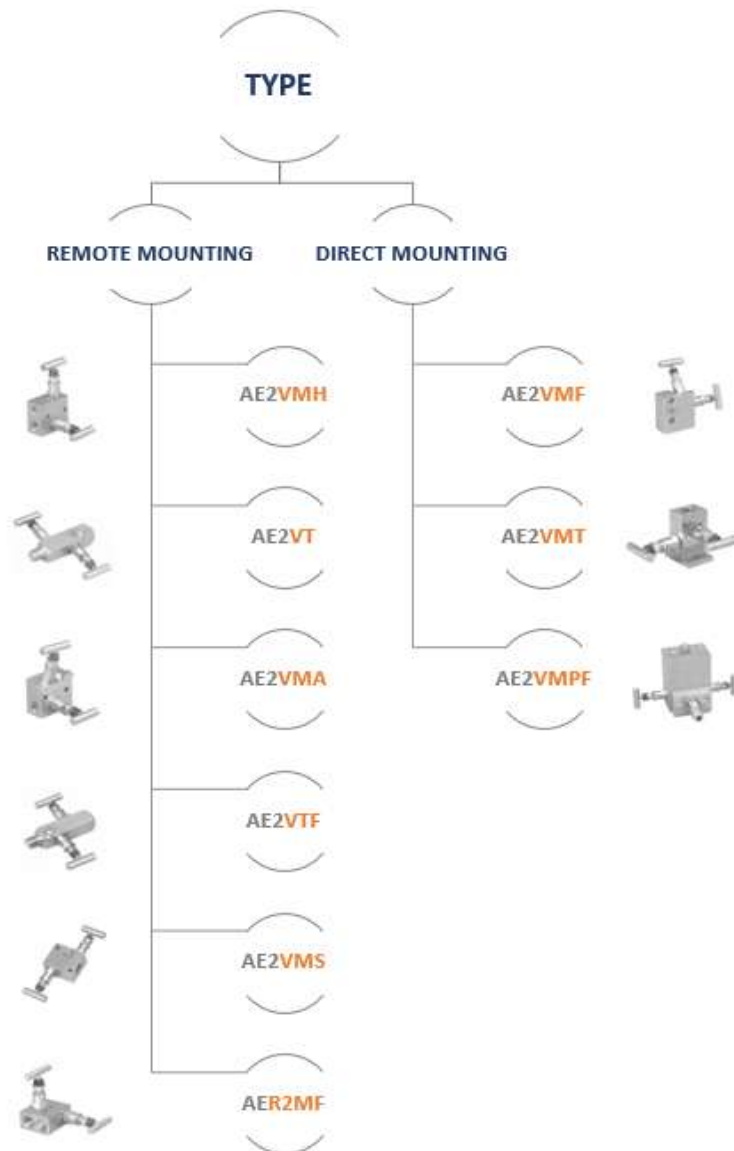 TYPE
REMOTE MOUNTING
DIRECT MOUNTING
AE2VMH
AE2VMF
AE2VT
AE2VMT
AE2VMA
AE2VMPF
AE2VTF
AE2VMS
AER2MF